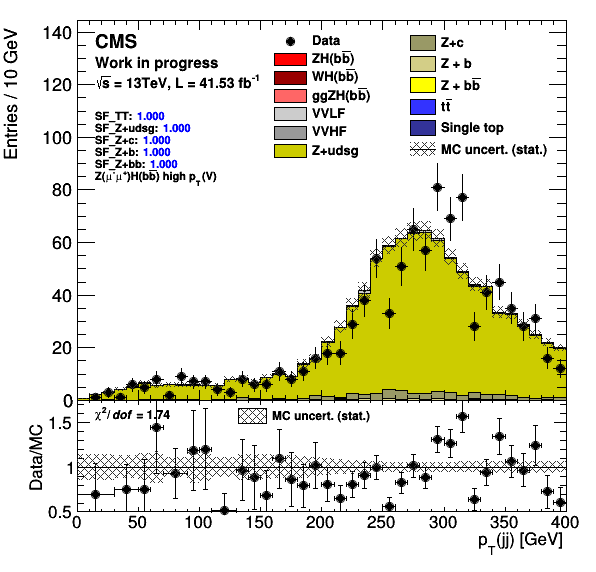 CMS
Work in progress
√s = 13TeV, L = 41.53 fb⁻¹
SF_TT: 1.000
SF_Z+udsg: 1.000
SF_Z+c: 1.000
SF_Z+b: 1.000
SF_Z+bb: 1.000
Z(μ⁻μ⁺)H(bb̅) high p_T(V)
Data
ZH(bb̅)
WH(bb̅)
ggZH(bb̅)
VVLF
VVHF
Z+udsg
Z+c
Z + b
Z + bb̅
tt̅
Single top
MC uncert. (stat.)
Entries / 10 GeV
140
120
100
80
60
40
20
0
χ²/dof = 1.74
MC uncert. (stat.)
Data/MC
1.5
1
0.5
0 50 100 150 200 250 300 350 400
p_T(jj) [GeV]